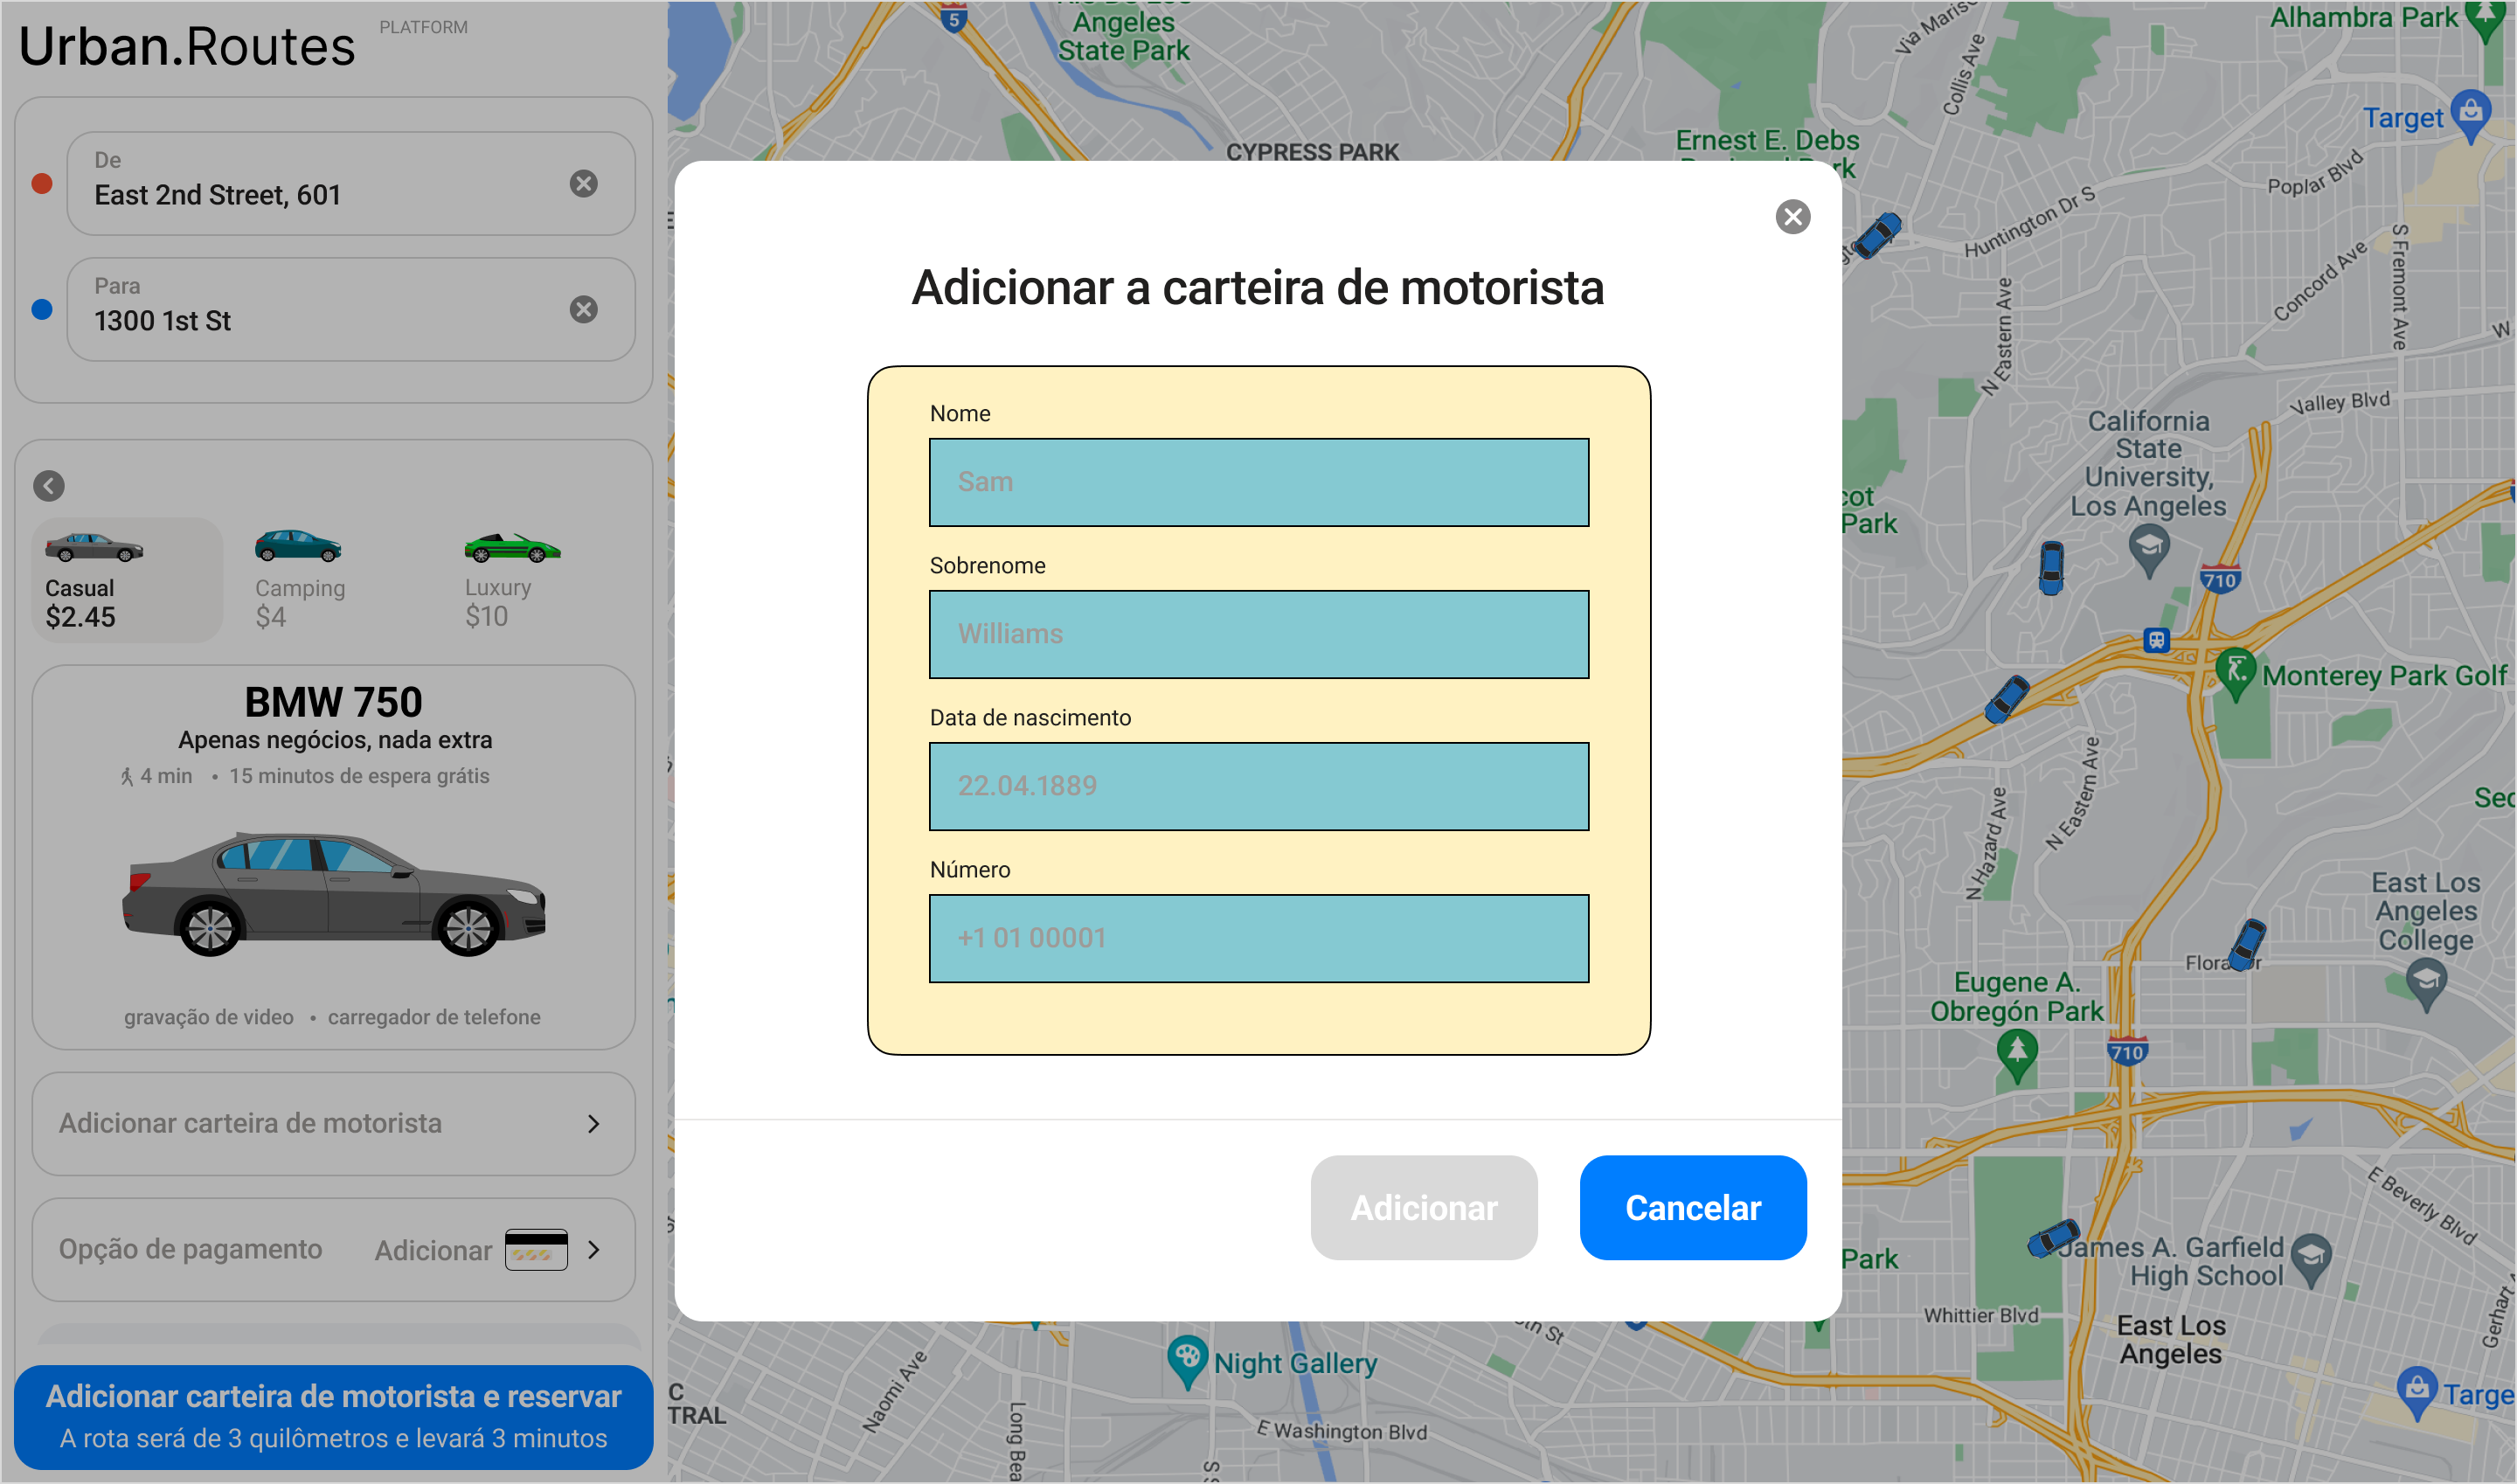 Urban.Routes
PLATFORM
De
East 2nd Street, 601
Para
1300 1st St
Casual
$2.45
Camping
$4
Luxury
$10
BMW 750
Apenas negócios, nada extra
4 min • 15 minutos de espera grátis
gravação de video • carregador de telefone
Adicionar carteira de motorista
Opção de pagamento
Adicionar
Adicionar carteira de motorista e reservar
A rota será de 3 quilômetros e levará 3 minutos
Adicionar a carteira de motorista
Nome
Sam
Sobrenome
Williams
Data de nascimento
22.04.1889
Número
+1 01 00001
Adicionar
Cancelar
5
Angeles
State Park
CYPRESS PARK
Via Marisol
Collis Ave
Alhambra Park
Target
Ernest E. Debs
Poplar Blvd
Huntington Dr S
S Fremont Ave
Concord Ave
N Eastern Ave
Valley Blvd
California
State
University,
Los Angeles
Park
710
Monterey Park Golf
N Eastern Ave
N Hazard Ave
East Los
Angeles
College
Eugene A.
Obregón Park
710
E Beverly Blvd
James A. Garfield
High School
Park
Whittier Blvd
East Los
Angeles
Night Gallery
Naomi Ave
E Washington Blvd